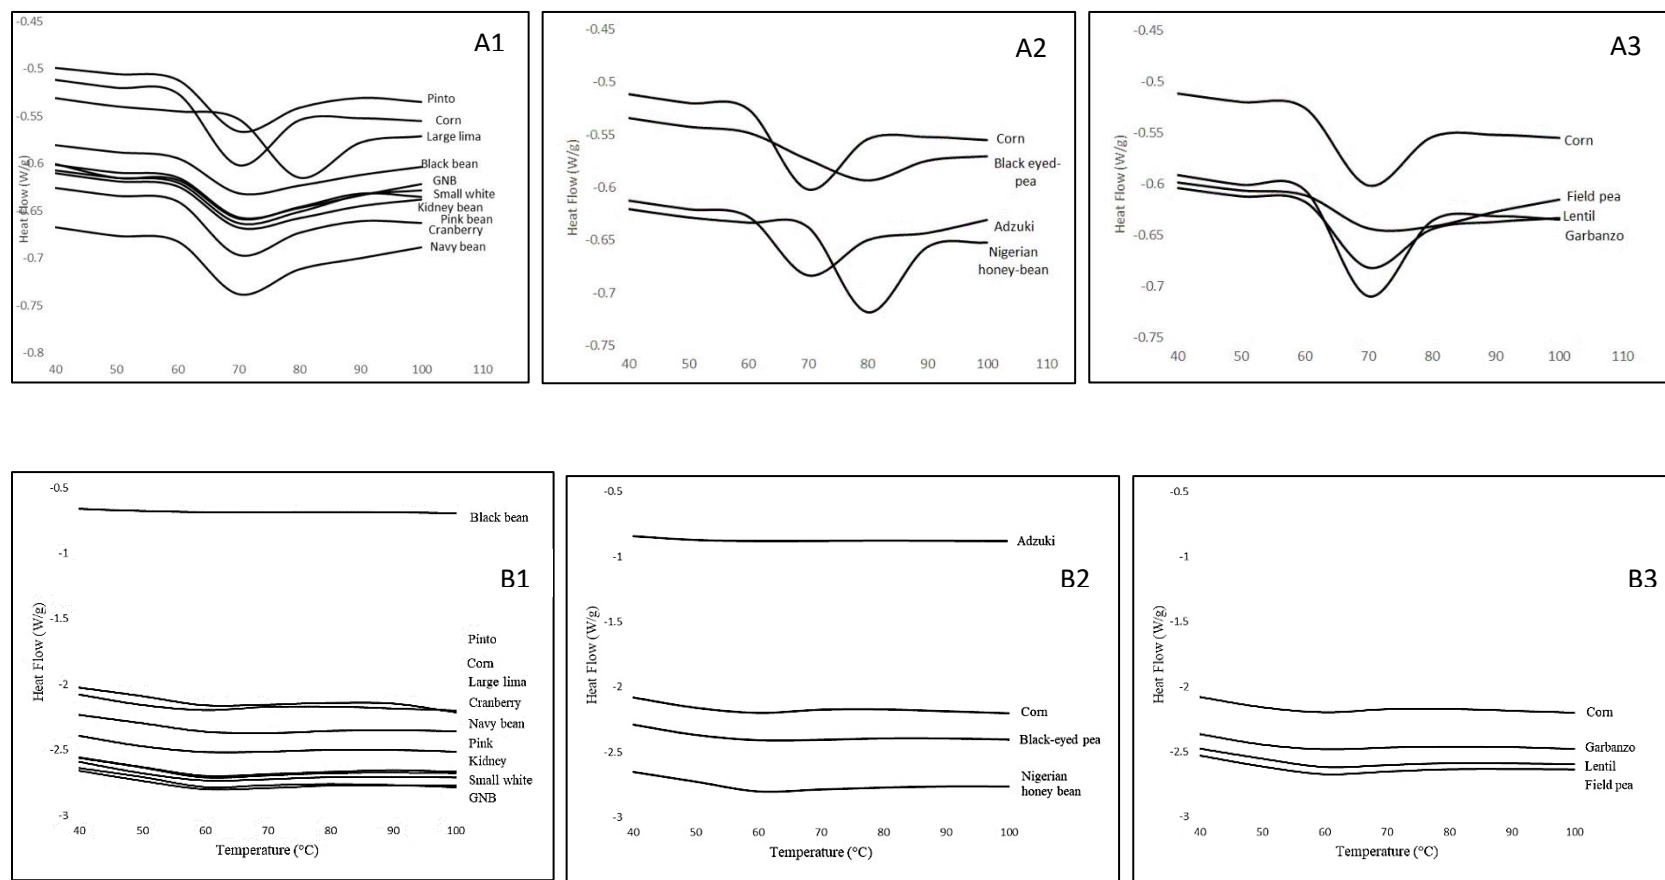 A1
-0.45
-0.5
-0.55
-0.6
-0.65
-0.7
-0.75
-0.8
Heat Flow (W/g)
40 50 60 70 80 90 100 110
Pinto
Corn
Large lima
Black bean
GNB
Small white
Kidney bean
Pink bean
Cranberry
Navy bean
A2
-0.45
-0.5
-0.55
-0.6
-0.65
-0.7
-0.75
Heat Flow (W/g)
40 50 60 70 80 90 100 110
Corn
Black eyed-
pea
Adzuki
Nigerian
honey-bean
A3
-0.45
-0.5
-0.55
-0.6
-0.65
-0.7
-0.75
Heat Flow (W/g)
40 50 60 70 80 90 100 110
Corn
Field pea
Lentil
Garbanzo
B1
-0.5
-1
-1.5
-2
-2.5
-3
Heat Flow (W/g)
40 50 60 70 80 90 100
Temperature (°C)
Black bean
Pinto
Corn
Large lima
Cranberry
Navy bean
Pink
Kidney
Small white
GNB
B2
-0.5
-1
-1.5
-2
-2.5
-3
Heat Flow (W/g)
40 50 60 70 80 90 100
Temperature (°C)
Adzuki
Corn
Black-eyed pea
Nigerian
honey bean
B3
-0.5
-1
-1.5
-2
-2.5
-3
Heat Flow (W/g)
40 50 60 70 80 90 100
Temperature (°C)
Corn
Garbanzo
Lentil
Field pea